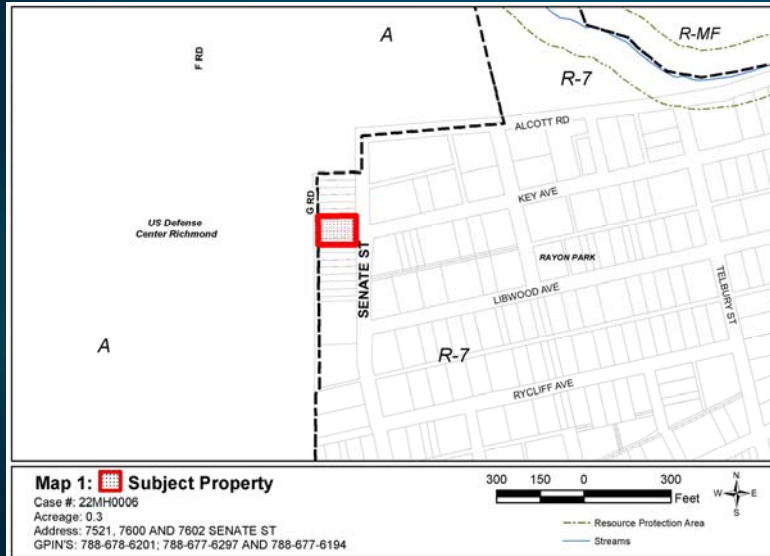 A
R-MF
F RD
R-7
ALCOTT RD
G RD
KEY AVE
US Defense
Center Richmond
SENATE ST
RAYON PARK
LIBWOOD AVE
TELBURY ST
A
R-7
RYCLIFF AVE
Map 1: Subject Property
Case #: 22MH0006
Acreage: 0.3
Address: 7521, 7600 AND 7602 SENATE ST
GPIN'S: 788-678-6201; 788-677-6297 AND 788-677-6194
300 150 0 300
Feet
N
W E
S
Resource Protection Area
Streams